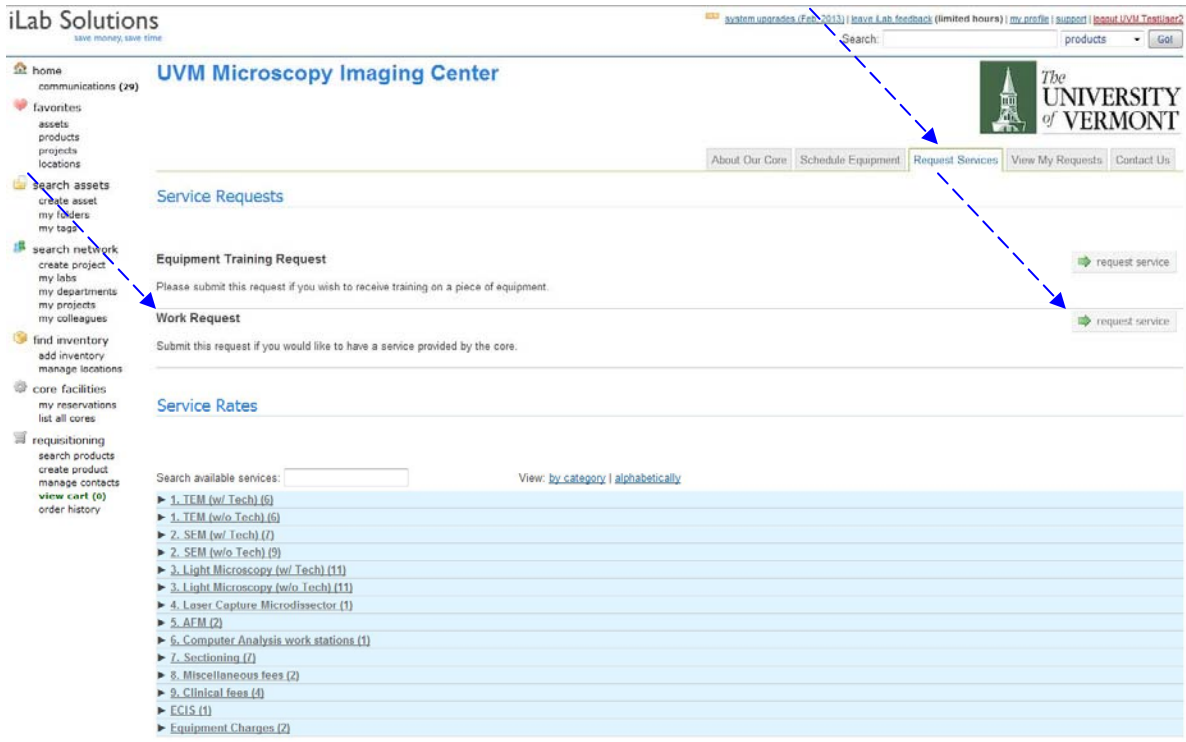 iLab Solutions
save money, save time
system upgrades (Feb, 2013) | leave iLab feedback (limited hours) | my profile | support | logout UVM TestUser2
Search: products Go!
home
communications (29)
favorites
assets
products
projects
locations
search assets
create asset
my folders
my tags
search network
create project
my labs
my departments
my projects
my colleagues
find inventory
add inventory
manage locations
core facilities
my reservations
list all cores
requisitioning
search products
create product
manage contacts
view cart (0)
order history
UVM Microscopy Imaging Center
The
UNIVERSITY
of VERMONT
About Our Core Schedule Equipment Request Services View My Requests Contact Us
Service Requests
Equipment Training Request
request service
Please submit this request if you wish to receive training on a piece of equipment.
Work Request
request service
Submit this request if you would like to have a service provided by the core.
Service Rates
Search available services: View: by category | alphabetically
1. TEM (w/ Tech) (6)
1. TEM (w/o Tech) (6)
2. SEM (w/ Tech) (7)
2. SEM (w/o Tech) (9)
3. Light Microscopy (w/ Tech) (11)
3. Light Microscopy (w/o Tech) (11)
4. Laser Capture Microdissector (1)
5. AFM (2)
6. Computer Analysis work stations (1)
7. Sectioning (7)
8. Miscellaneous fees (2)
9. Clinical fees (4)
ECIS (1)
Equipment Charges (2)